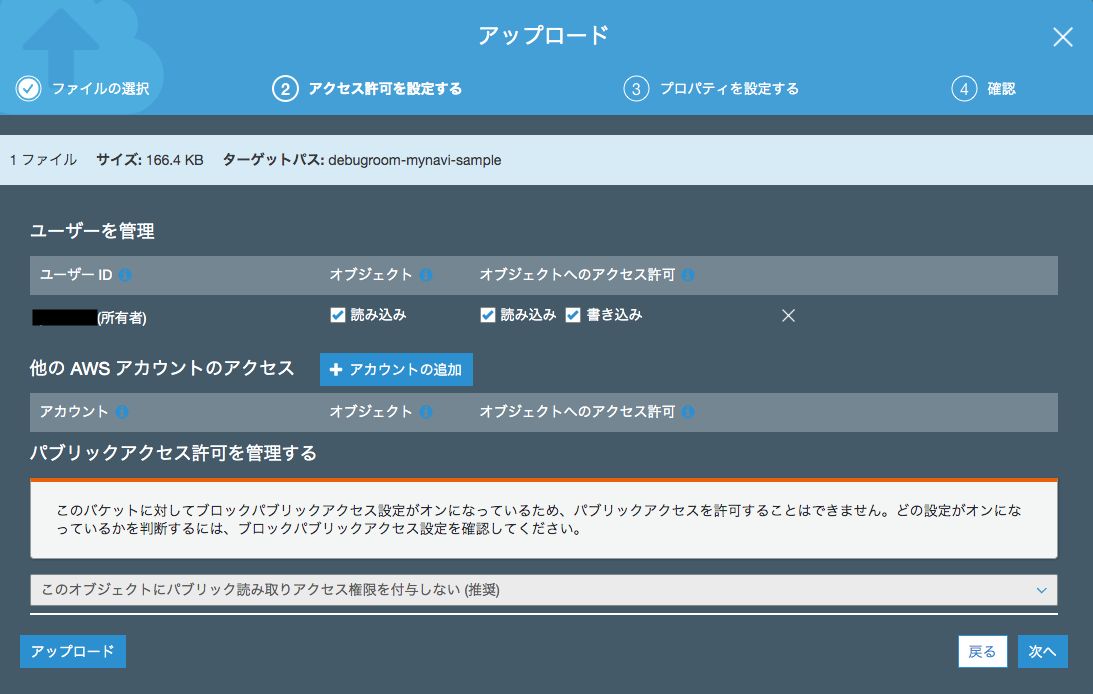 アップロード
ファイルの選択
2 アクセス許可を設定する
3 プロパティを設定する
4 確認
1 ファイル サイズ: 166.4 KB ターゲットパス: debugroom-mynavi-sample
ユーザーを管理
ユーザー ID オブジェクト オブジェクトへのアクセス許可
(所有者) 読み込み 読み込み 書き込み
他の AWS アカウントのアクセス + アカウントの追加
アカウント オブジェクト オブジェクトへのアクセス許可
パブリックアクセス許可を管理する
このバケットに対してブロックパブリックアクセス設定がオンになっているため、パブリックアクセスを許可することはできません。どの設定がオンにな
っているかを判断するには、ブロックパブリックアクセス設定を確認してください。
このオブジェクトにパブリック読み取りアクセス権限を付与しない (推奨)
アップロード 戻る 次へ